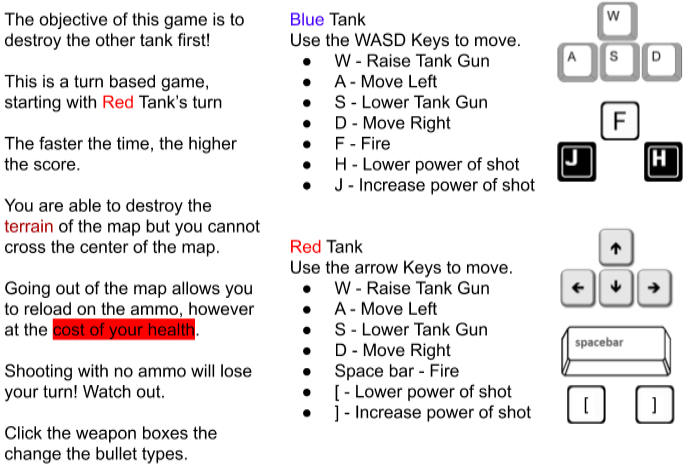 The objective of this game is to
destroy the other tank first!
This is a turn based game,
starting with Red Tank's turn
The faster the time, the higher
the score.
You are able to destroy the
terrain of the map but you cannot
cross the center of the map.
Going out of the map allows you
to reload on the ammo, however
at the cost of your health.
Shooting with no ammo will lose
your turn! Watch out.
Click the weapon boxes the
change the bullet types.
Blue Tank
Use the WASD Keys to move.
● W - Raise Tank Gun
● A - Move Left
● S - Lower Tank Gun
● D - Move Right
● F - Fire
● H - Lower power of shot
● J - Increase power of shot
Red Tank
Use the arrow Keys to move.
● W - Raise Tank Gun
● A - Move Left
● S - Lower Tank Gun
● D - Move Right
● Space bar - Fire
● [ - Lower power of shot
● ] - Increase power of shot
W
A S D
F
J H
↑
← ↓ →
spacebar
[ ]